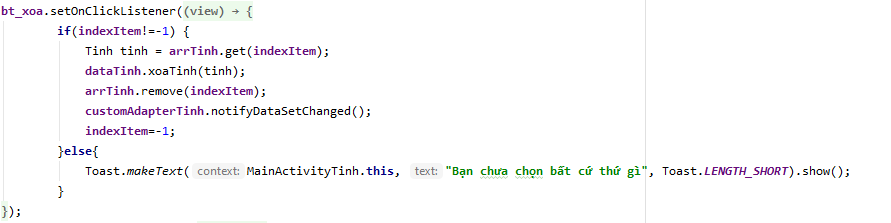 bt_xoa.setOnClickListener((view) → {
if(indexItem!=-1) {
Tinh tinh = arrTinh.get(indexItem);
dataTinh.xoaTinh(tinh);
arrTinh.remove(indexItem);
customAdapterTinh.notifyDataSetChanged();
indexItem=-1;
}else{
Toast.makeText( context: MainActivityTinh.this, text: "Bạn chưa chọn bất cứ thứ gì", Toast.LENGTH_SHORT).show();
}
});